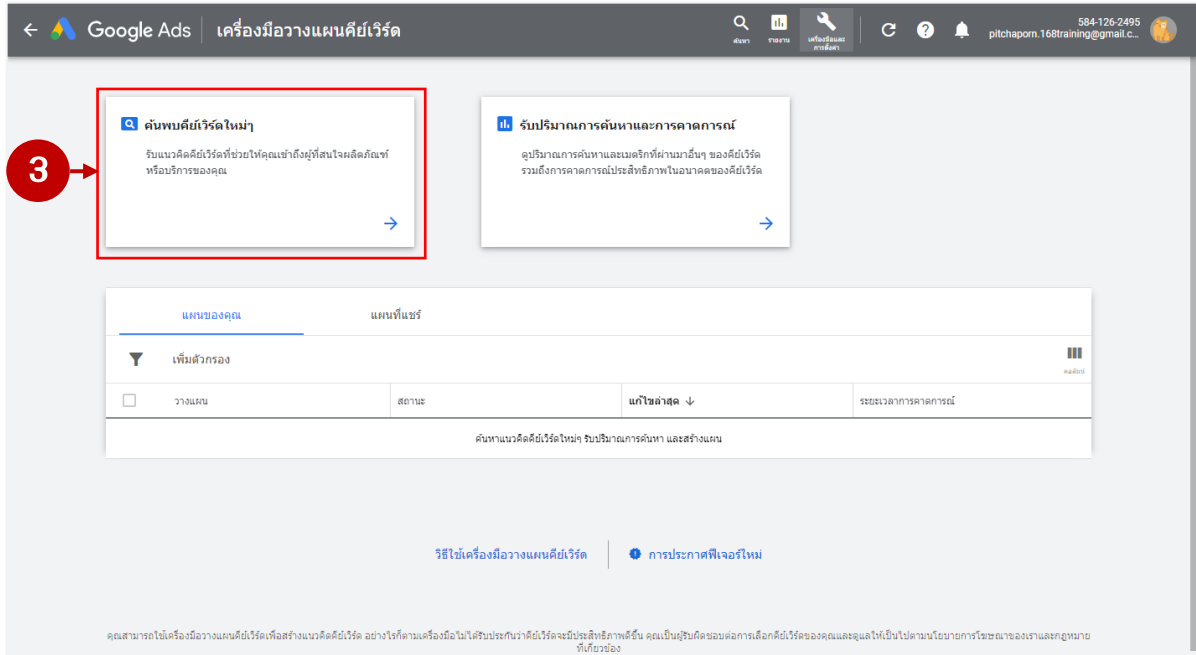 Google Ads เครื่องมือวางแผนคีย์เวิร์ด
ค้นหา
รายงาน
เครื่องมือและ
การตั้งค่า
584-126-2495
pitchaporn.168training@gmail.c...
3
ค้นพบคีย์เวิร์ดใหม่ๆ
รับแนวคิดคีย์เวิร์ดที่ช่วยให้คุณเข้าถึงผู้ที่สนใจผลิตภัณฑ์
หรือบริการของคุณ
รับปริมาณการค้นหาและการคาดการณ์
ดูปริมาณการค้นหาและเมตริกที่ผ่านมาอื่นๆ ของคีย์เวิร์ด
รวมถึงการคาดการณ์ประสิทธิภาพในอนาคตของคีย์เวิร์ด
แผนของคุณ แผนที่แชร์
เพิ่มตัวกรอง
คอลัมน์
วางแผน สถานะ แก้ไขล่าสุด ระยะเวลาการคาดการณ์
ค้นหาแนวคิดคีย์เวิร์ดใหม่ๆ รับปริมาณการค้นหา และสร้างแผน
วิธีใช้เครื่องมือวางแผนคีย์เวิร์ด การประกาศฟีเจอร์ใหม่
คุณสามารถใช้เครื่องมือวางแผนคีย์เวิร์ดเพื่อสร้างแนวคิดคีย์เวิร์ด อย่างไรก็ตามเครื่องมือไม่ได้รับประกันว่าคีย์เวิร์ดจะมีประสิทธิภาพดีขึ้น คุณเป็นผู้รับผิดชอบต่อการเลือกคีย์เวิร์ดของคุณและดูแลให้เป็นไปตามนโยบายการโฆษณาของเราและกฎหมาย
ที่เกี่ยวข้อง